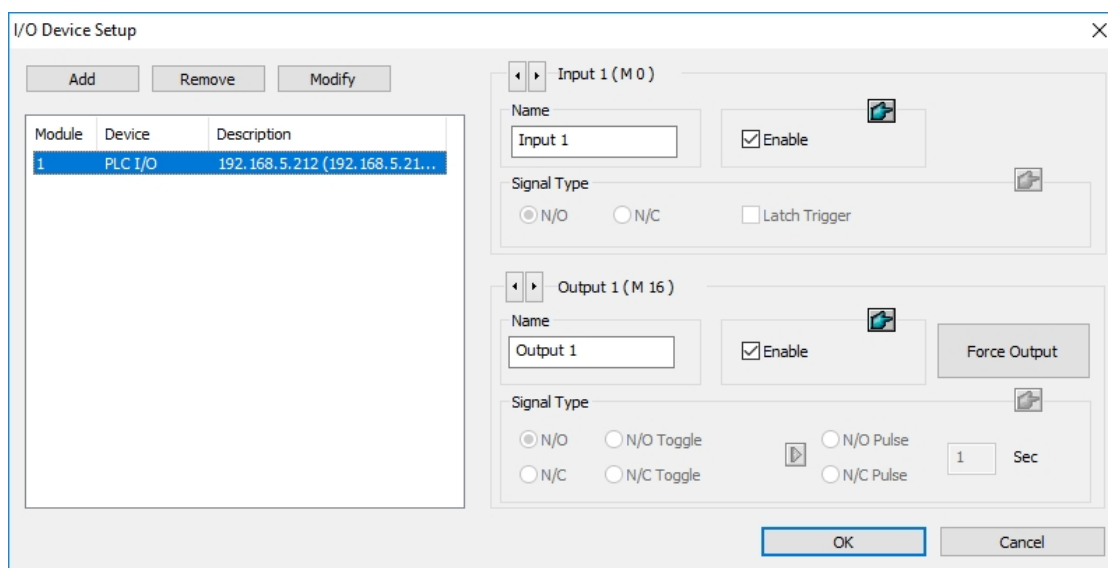 I/O Device Setup
Add Remove Modify
Module Device Description
1 PLC I/O 192.168.5.212 (192.168.5.21...
Input 1 ( M 0 )
Name
Input 1
Enable
Signal Type
N/O N/C Latch Trigger
Output 1 ( M 16 )
Name
Output 1
Enable
Force Output
Signal Type
N/O N/O Toggle N/O Pulse
1 Sec
N/C N/C Toggle N/C Pulse
OK Cancel